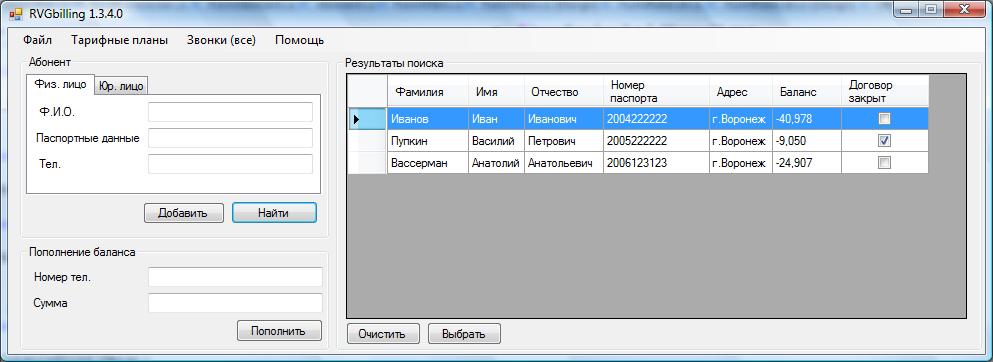 RVGbilling 1.3.4.0
Файл Тарифные планы Звонки (все) Помощь
Абонент
Физ. лицо Юр. лицо
Ф.И.О.
Паспортные данные
Тел.
Добавить Найти
Пополнение баланса
Номер тел.
Сумма
Пополнить
Результаты поиска
Фамилия Имя Отчество Номер паспорта Адрес Баланс Договор закрыт
Иванов Иван Иванович 2004222222 г.Воронеж -40,978
Пупкин Василий Петрович 2005222222 г.Воронеж -9,050
Вассерман Анатолий Анатольевич 2006123123 г.Воронеж -24,907
Очистить Выбрать